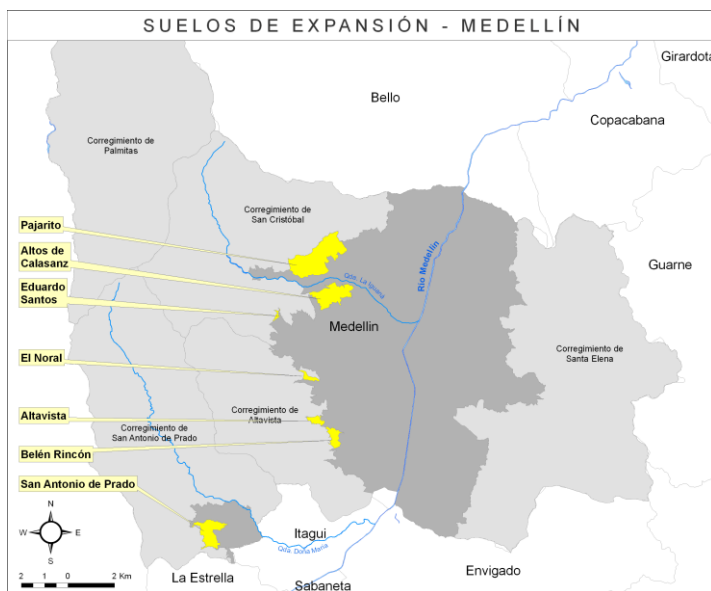 SUELOS DE EXPANSIÓN - MEDELLÍN
Girardota
Bello
Copacabana
Corregimiento de
Palmitas
Corregimiento de
San Cristóbal
Pajarito
Altos de
Calasanz
Guarne
Eduardo
Santos
Qda. La Iguaná
Río Medellín
Medellin
El Noral
Corregimiento de
Santa Elena
Altavista
Corregimiento de
Altavista
Corregimiento de
San Antonio de Prado
Belén Rincón
San Antonio de Prado
N
W
E
S
Itagui
Qda. Doña María
La Estrella
Envigado
Sabaneta
2 1 0 2 Km